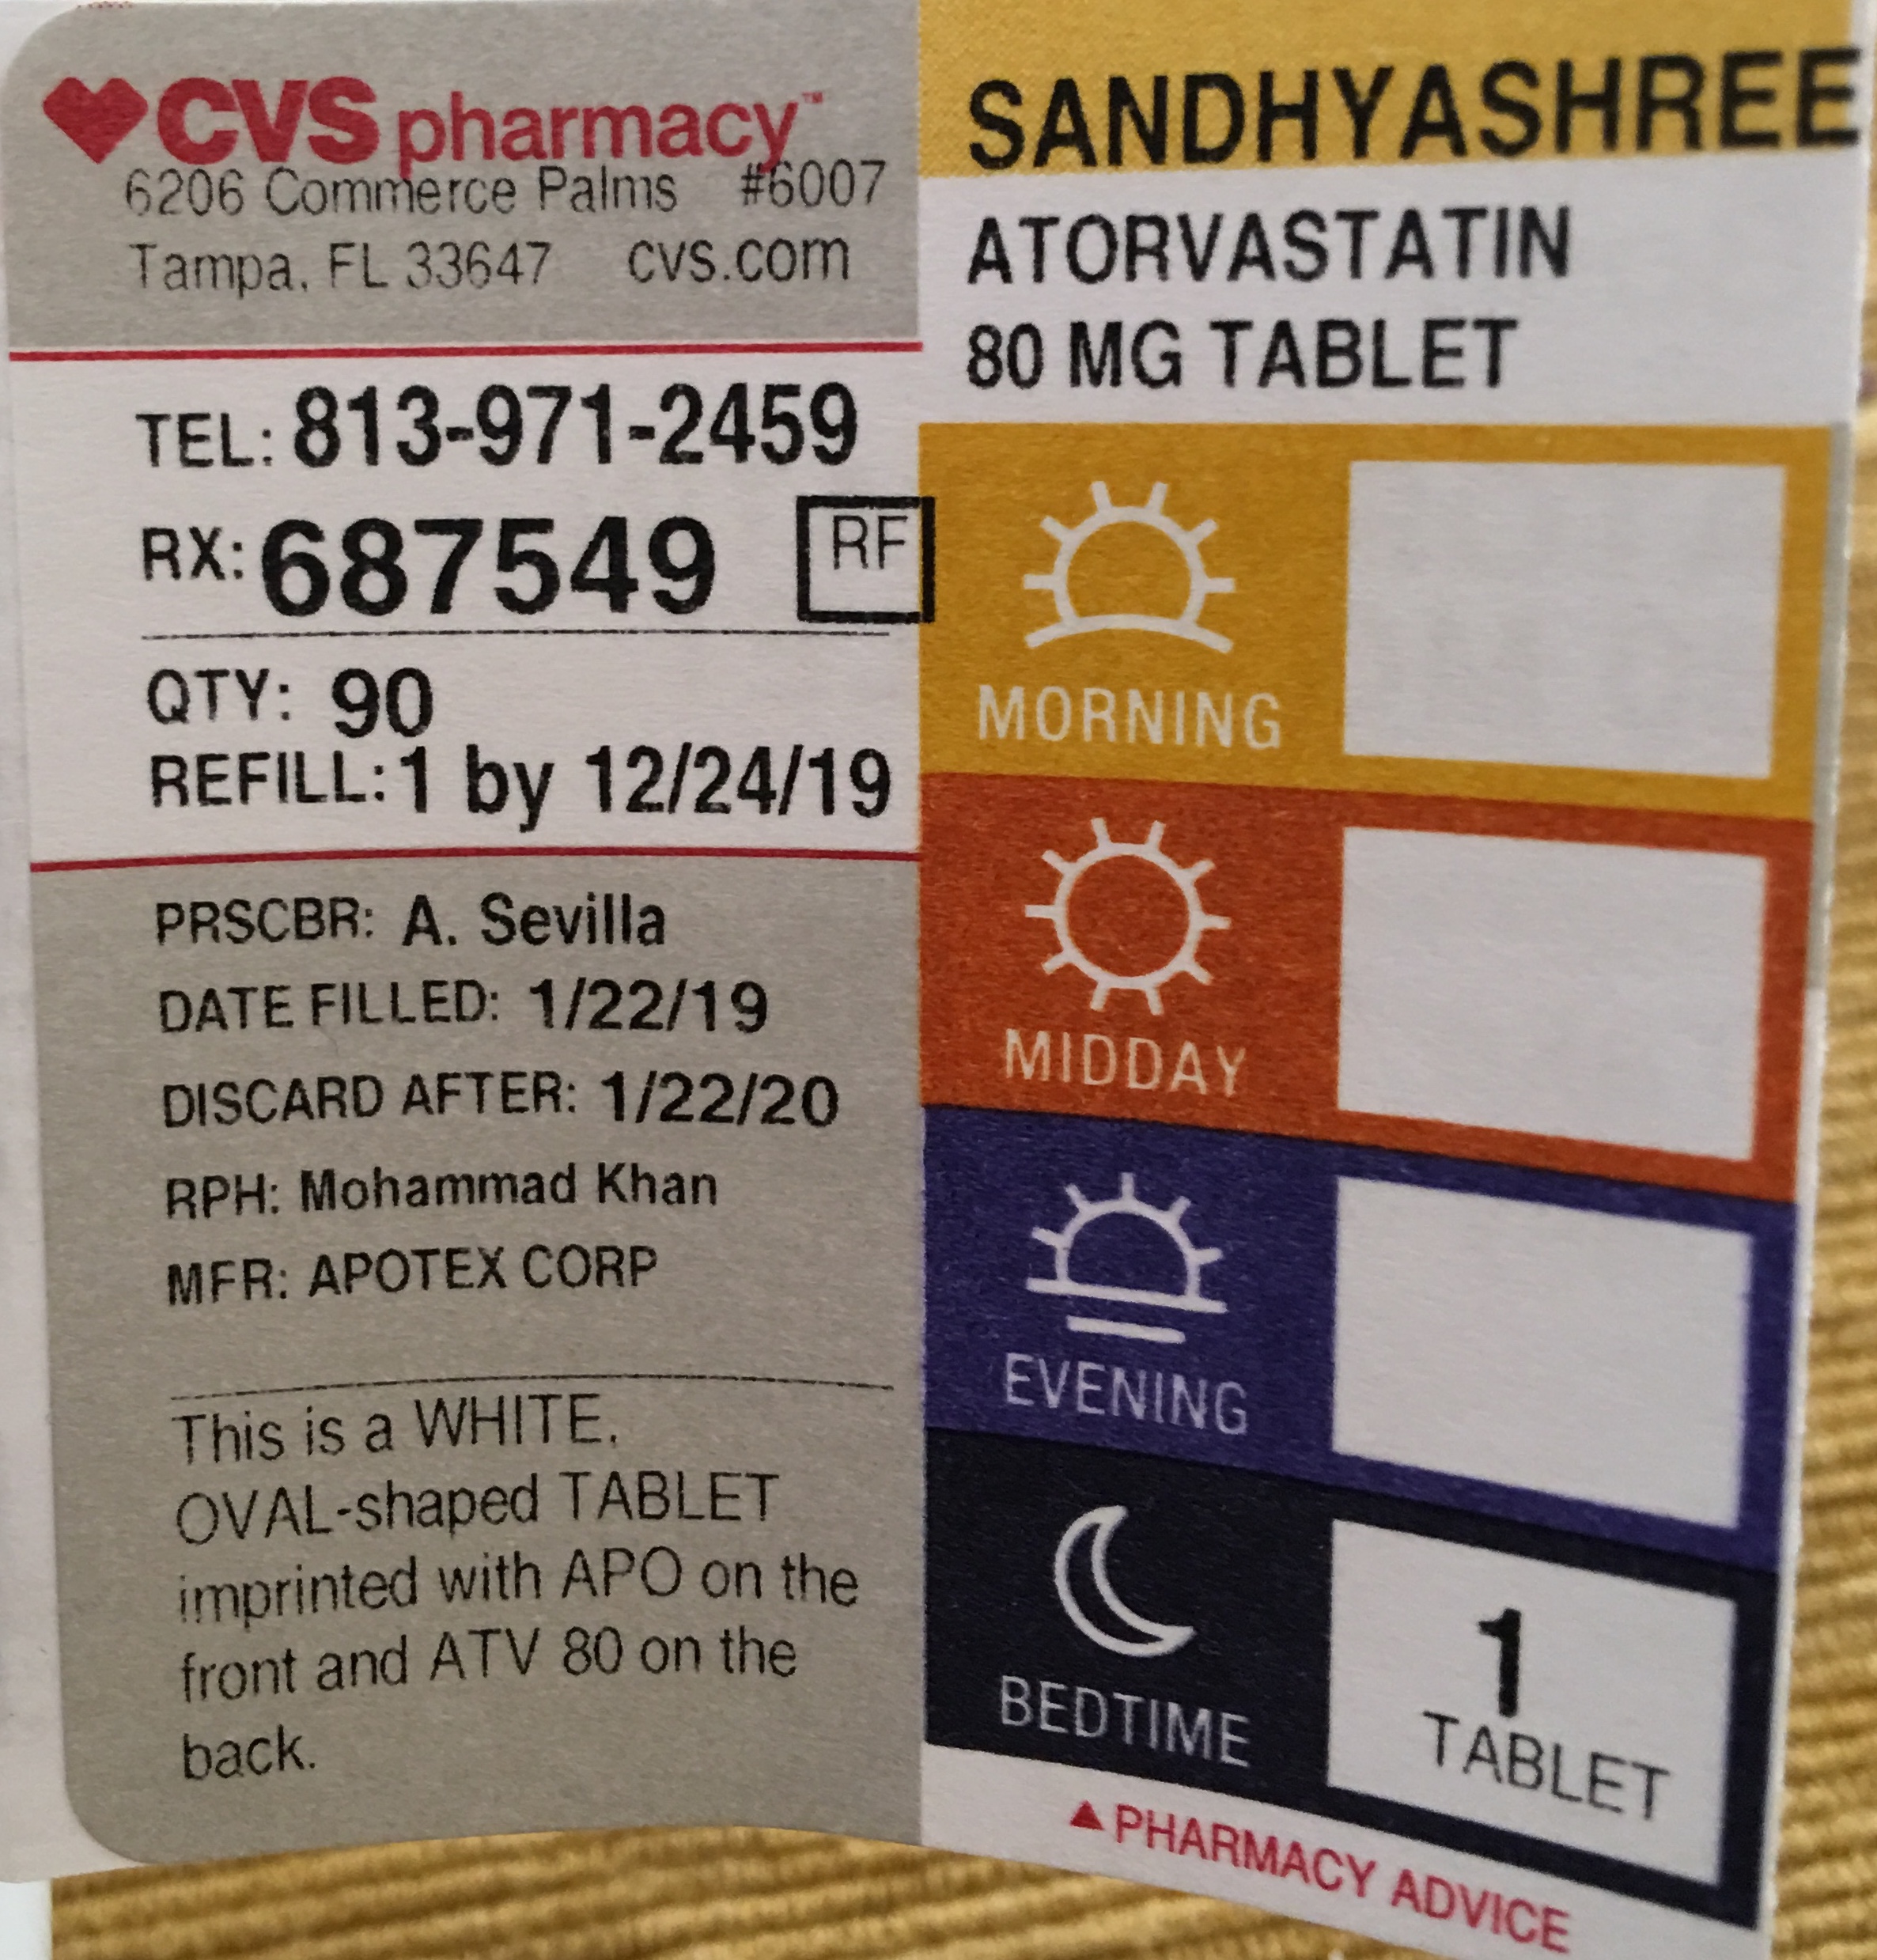 CVS pharmacy™
6206 Commerce Palms #6007
Tampa, FL 33647 cvs.com
TEL: 813-971-2459
RX: 687549 RF
QTY: 90
REFILL: 1 by 12/24/19
PRSCBR: A. Sevilla
DATE FILLED: 1/22/19
DISCARD AFTER: 1/22/20
RPH: Mohammad Khan
MFR: APOTEX CORP
This is a WHITE,
OVAL-shaped TABLET
imprinted with APO on the
front and ATV 80 on the
back.
SANDHYASHREE
ATORVASTATIN
80 MG TABLET
MORNING
MIDDAY
EVENING
BEDTIME
1
TABLET
▲PHARMACY ADVICE